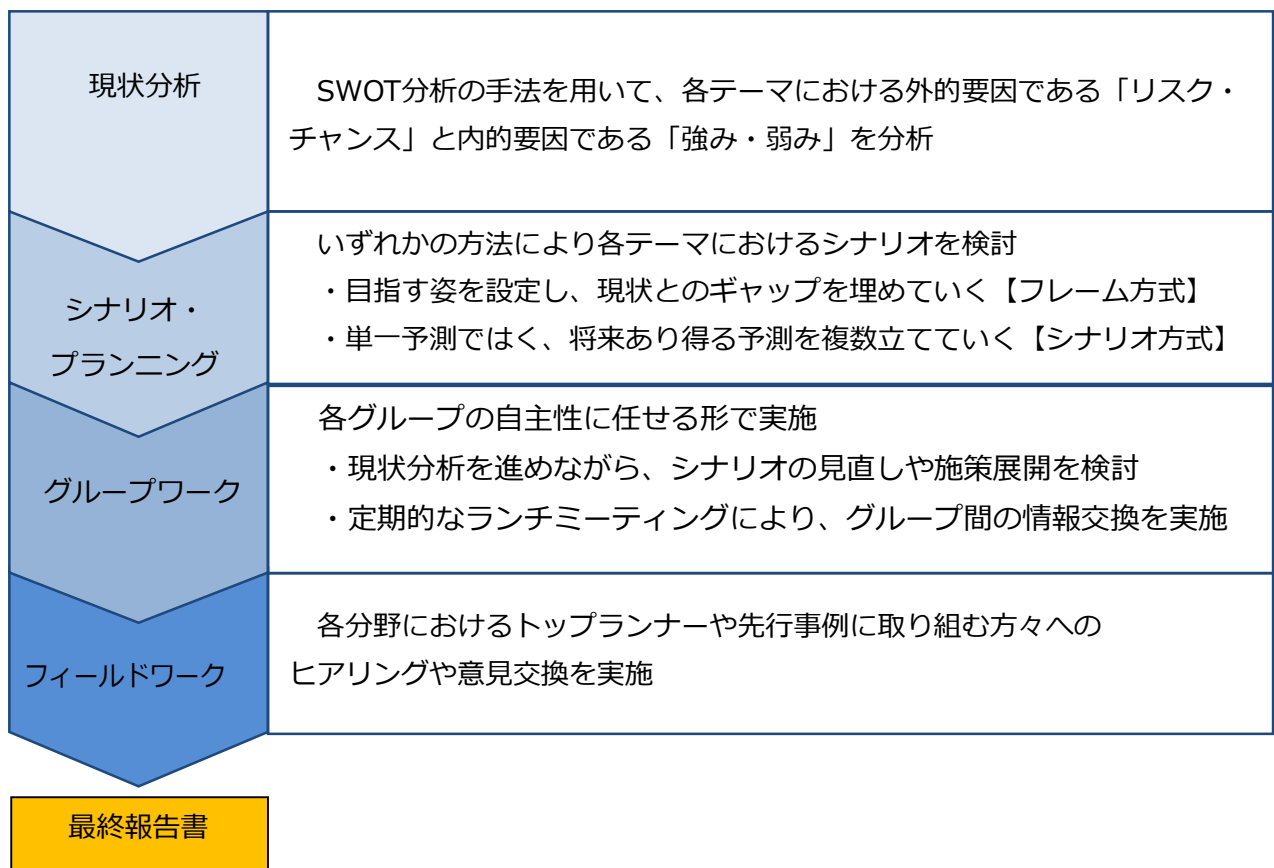 現状分析
SWOT分析の手法を用いて、各テーマにおける外的要因である「リスク・
チャンス」と内的要因である「強み・弱み」を分析
シナリオ・
プランニング
いずれかの方法により各テーマにおけるシナリオを検討
・目指す姿を設定し、現状とのギャップを埋めていく【フレーム方式】
・単一予測ではく、将来あり得る予測を複数立てていく【シナリオ方式】
グループワーク
各グループの自主性に任せる形で実施
・現状分析を進めながら、シナリオの見直しや施策展開を検討
・定期的なランチミーティングにより、グループ間の情報交換を実施
フィールドワーク
各分野におけるトップランナーや先行事例に取り組む方々への
ヒアリングや意見交換を実施
最終報告書